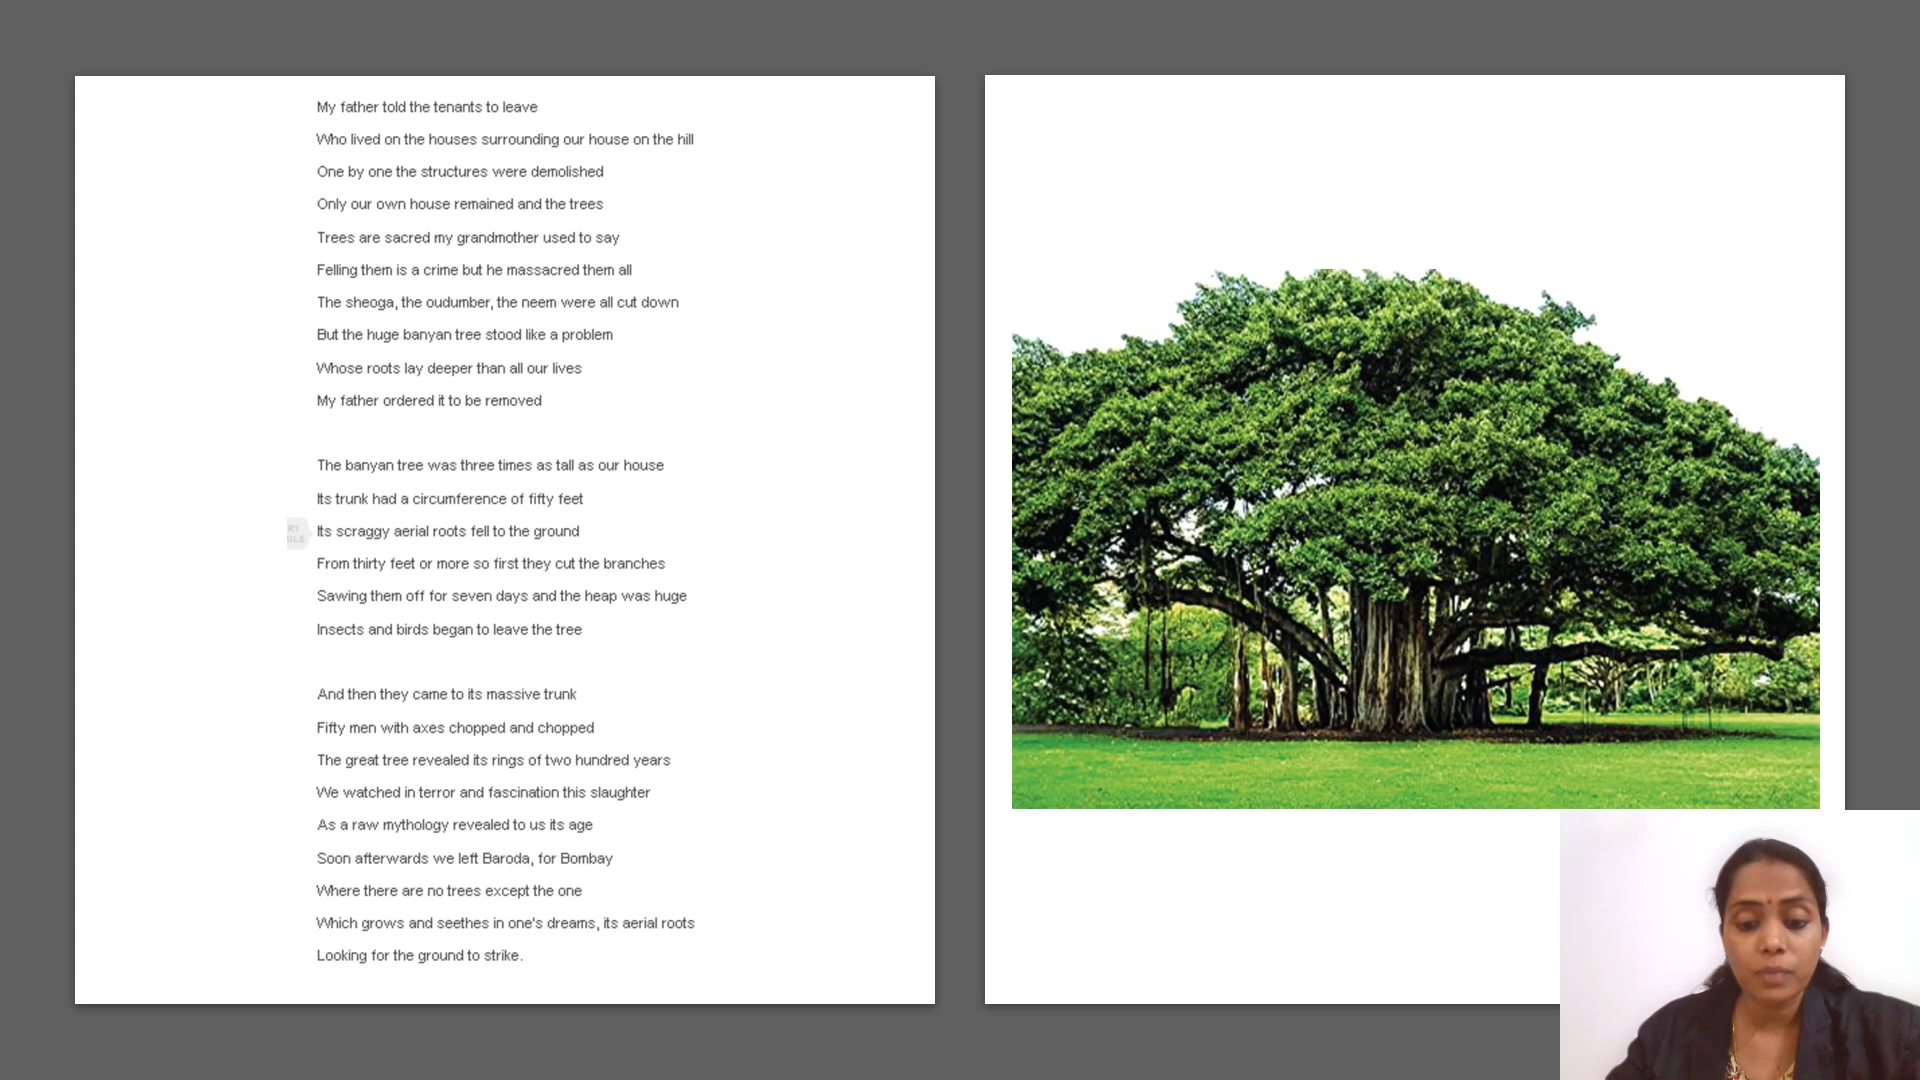 My father told the tenants to leave
Who lived on the houses surrounding our house on the hill
One by one the structures were demolished
Only our own house remained and the trees
Trees are sacred my grandmother used to say
Felling them is a crime but he massacred them all
The sheoga, the oudumber, the neem were all cut down
But the huge banyan tree stood like a problem
Whose roots lay deeper than all our lives
My father ordered it to be removed
The banyan tree was three times as tall as our house
Its trunk had a circumference of fifty feet
Its scraggy aerial roots fell to the ground
From thirty feet or more so first they cut the branches
Sawing them off for seven days and the heap was huge
Insects and birds began to leave the tree
And then they came to its massive trunk
Fifty men with axes chopped and chopped
The great tree revealed its rings of two hundred years
We watched in terror and fascination this slaughter
As a raw mythology revealed to us its age
Soon afterwards we left Baroda, for Bombay
Where there are no trees except the one
Which grows and seethes in one's dreams, its aerial roots
Looking for the ground to strike.